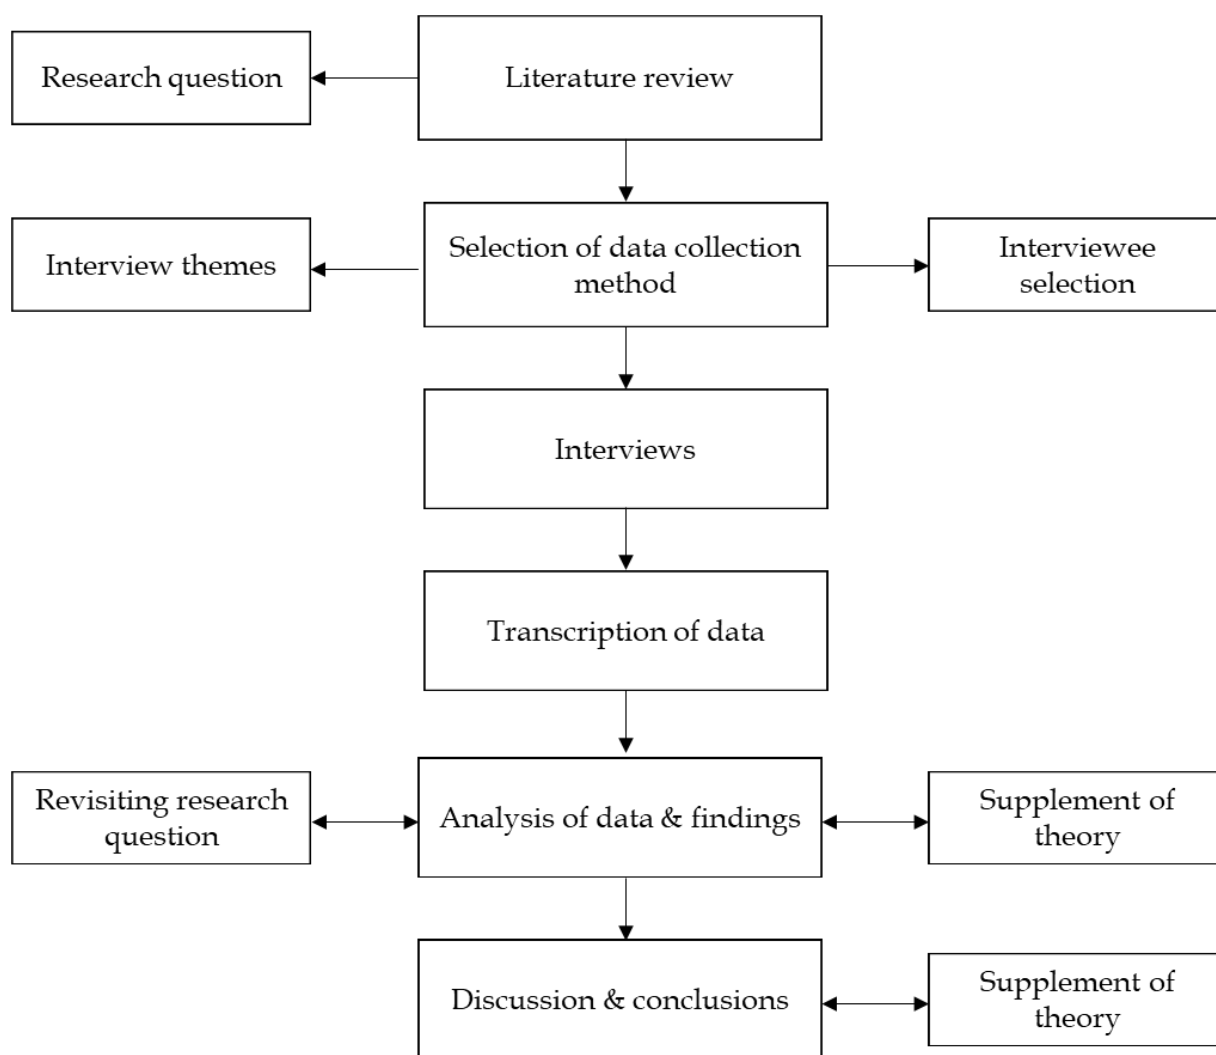 Research question
Literature review
Interview themes
Selection of data collection
method
Interviewee
selection
Interviews
Transcription of data
Revisiting research
question
Analysis of data & findings
Supplement of
theory
Discussion & conclusions
Supplement of
theory